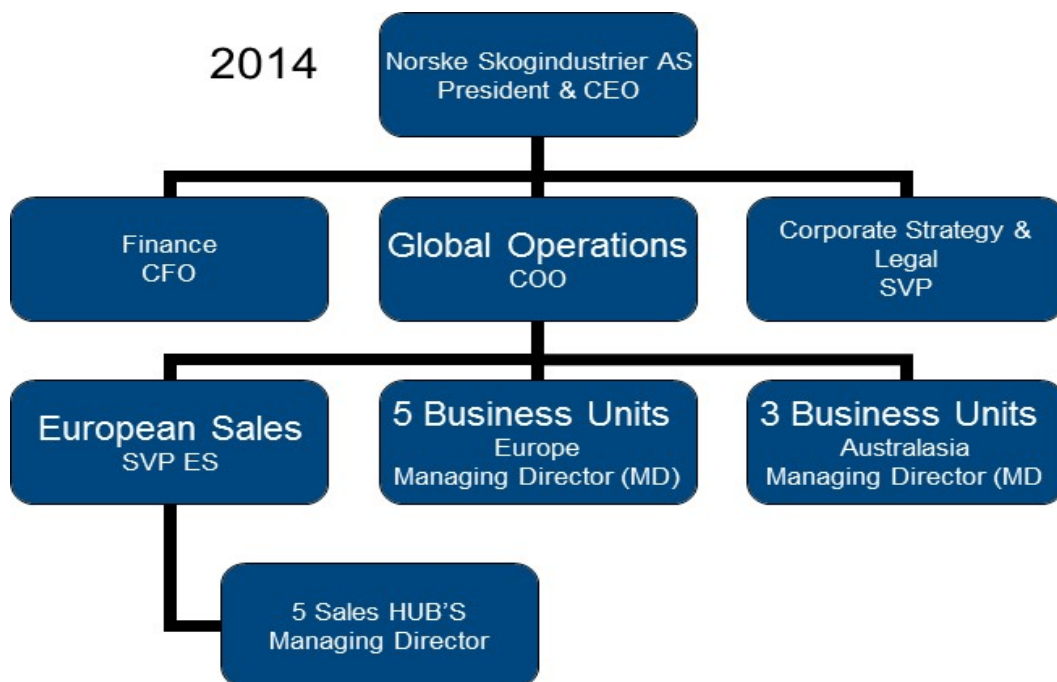 2014
Norske Skogindustrier AS
President & CEO
Finance
CFO
Global Operations
COO
Corporate Strategy &
Legal
SVP
European Sales
SVP ES
5 Business Units
Europe
Managing Director (MD)
3 Business Units
Australasia
Managing Director (MD
5 Sales HUB'S
Managing Director